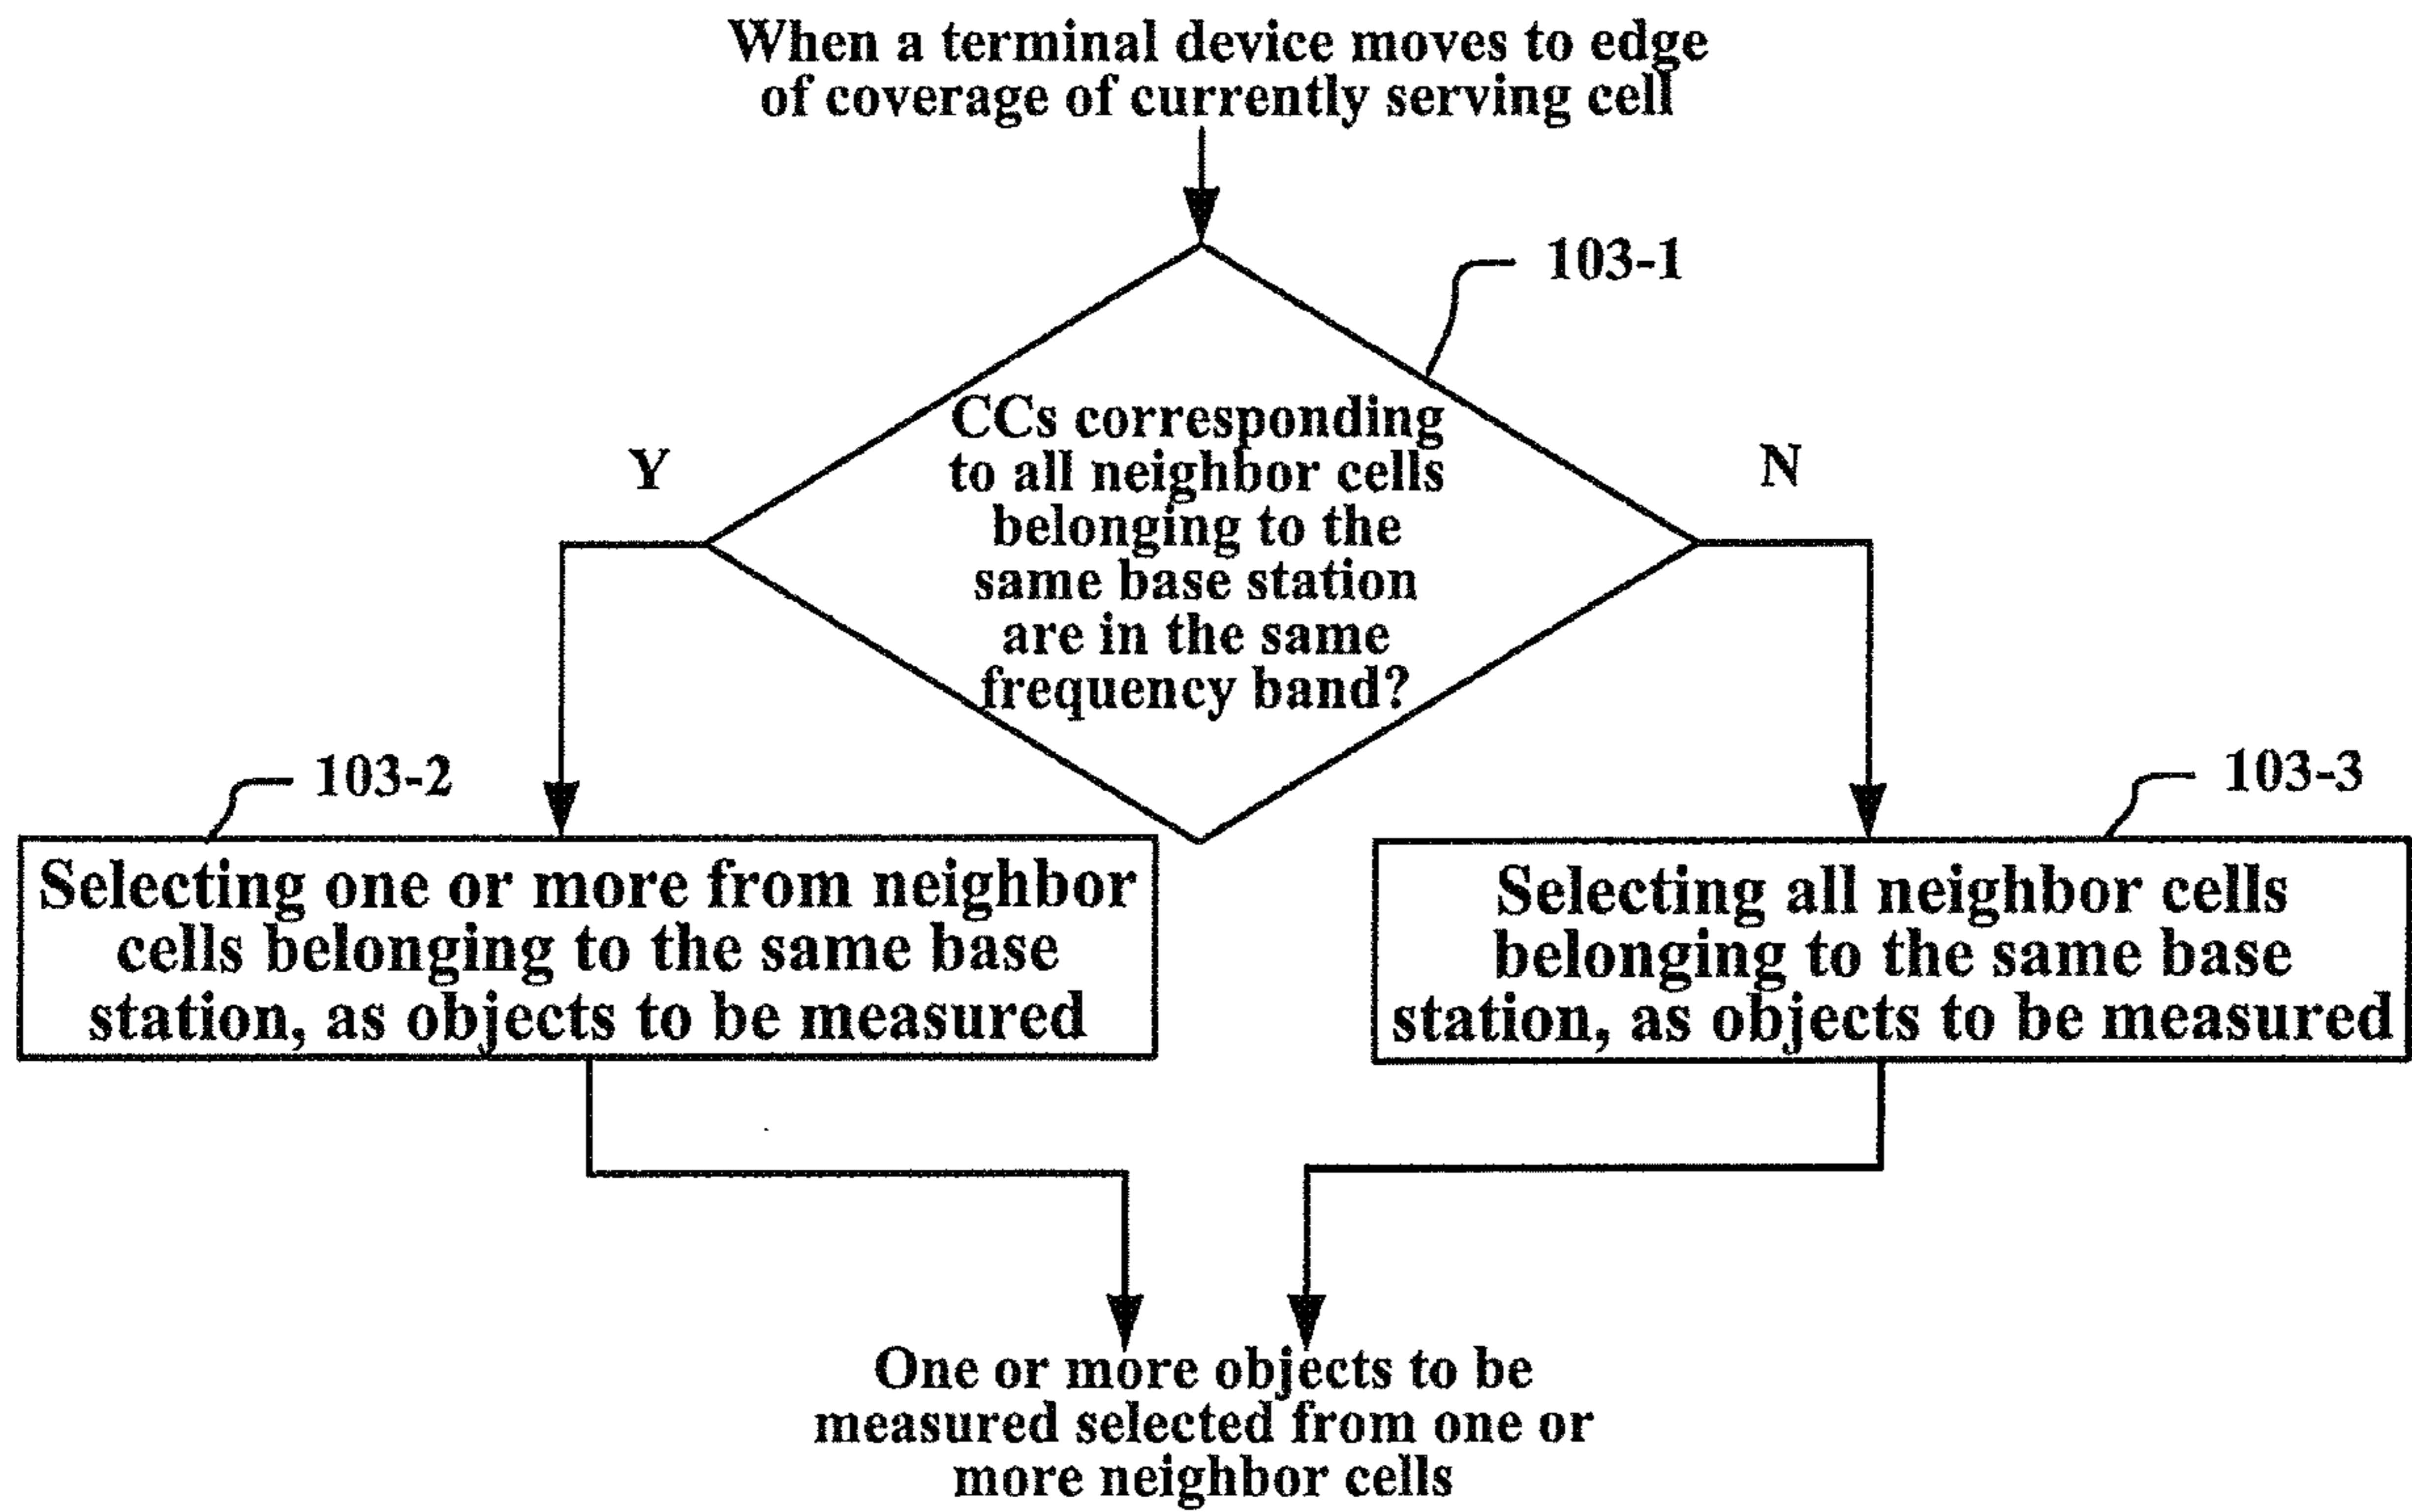 When a terminal device moves to edge
of coverage of currently serving cell
103-1
CCs corresponding
to all neighbor cells
belonging to the
same base station
are in the same
frequency band?
Y
N
103-2
103-3
Selecting one or more from neighbor
cells belonging to the same base
station, as objects to be measured
Selecting all neighbor cells
belonging to the same base
station, as objects to be measured
One or more objects to be
measured selected from one or
more neighbor cells